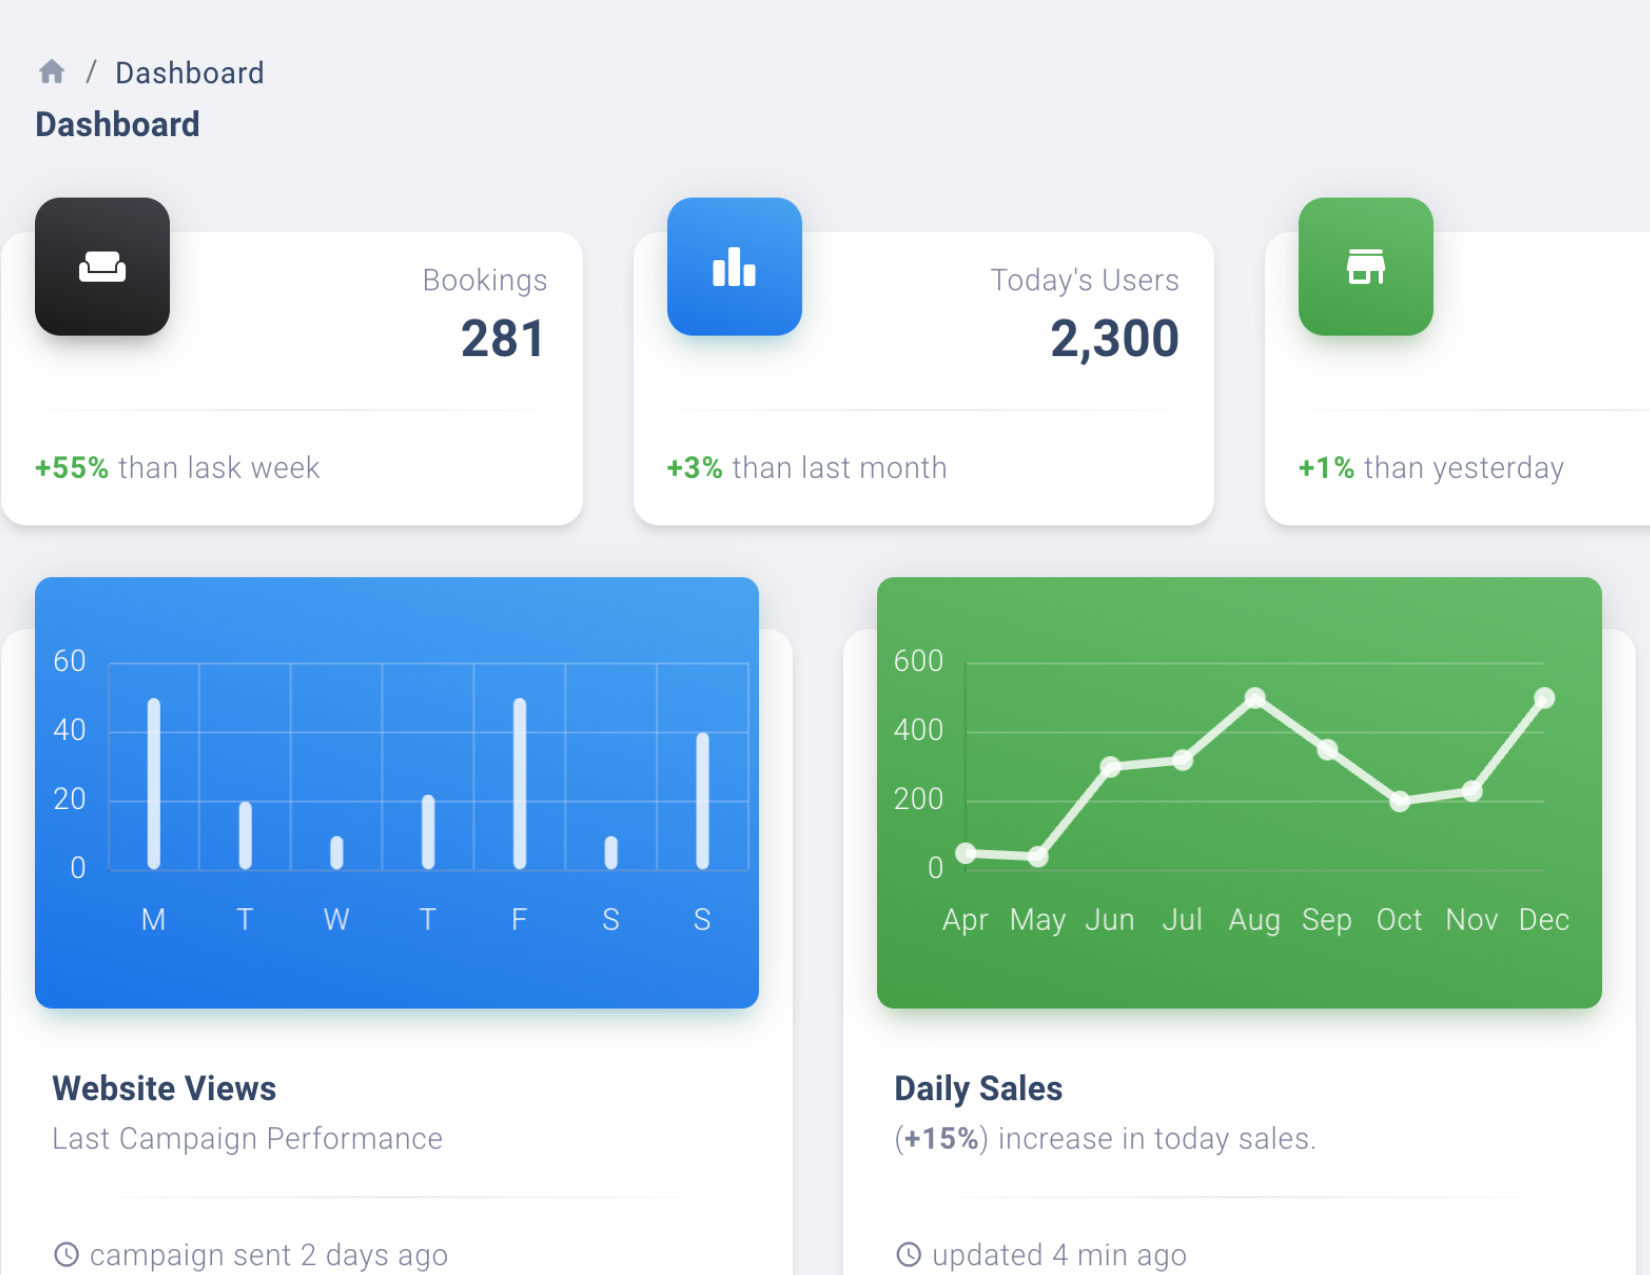 / Dashboard
Dashboard
Bookings
281
+55% than lask week
Today's Users
2,300
+3% than last month
+1% than yesterday
60
40
20
0
M T W T F S S
Website Views
Last Campaign Performance
campaign sent 2 days ago
600
400
200
0
Apr May Jun Jul Aug Sep Oct Nov Dec
Daily Sales
(+15%) increase in today sales.
updated 4 min ago